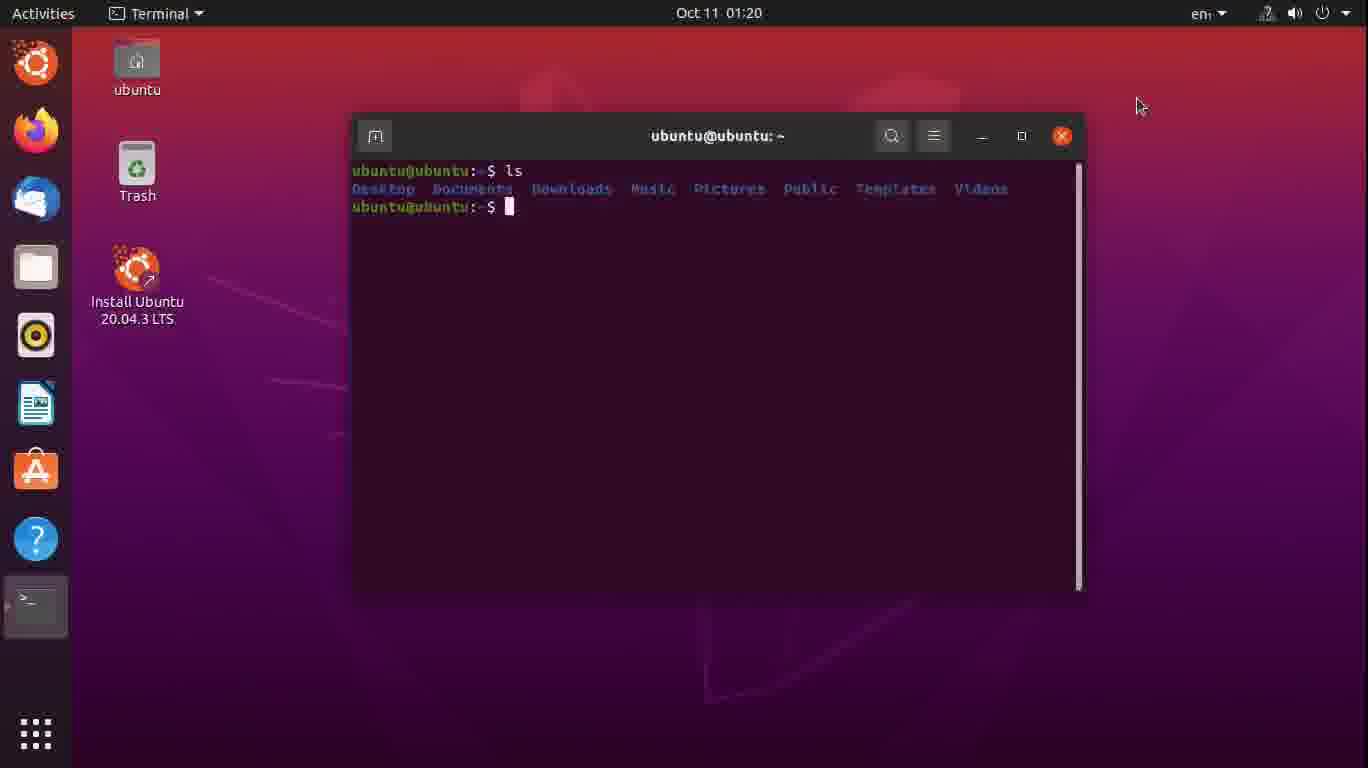 Activities Terminal Oct 11 01:20 en₁
ubuntu
Trash
Install Ubuntu
20.04.3 LTS
ubuntu@ubuntu: ~
ubuntu@ubuntu:~$ ls
Desktop Documents Downloads Music Pictures Public Templates Videos
ubuntu@ubuntu:~$